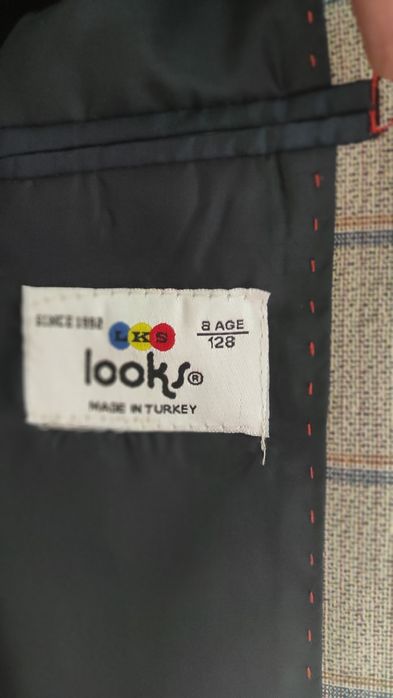 SINCE 1992
LKS
8 AGE
128
looks®
MADE IN TURKEY